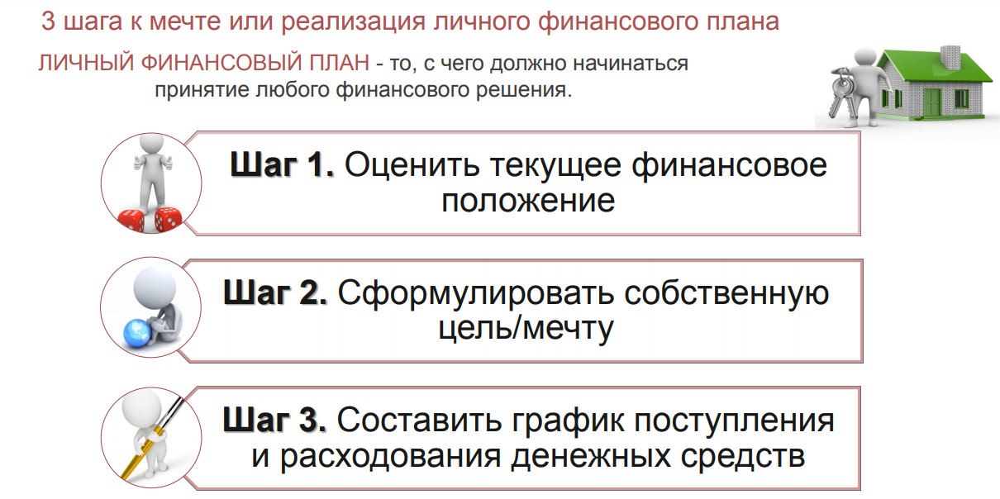 3 шага к мечте или реализация личного финансового плана
ЛИЧНЫЙ ФИНАНСОВЫЙ ПЛАН - то, с чего должно начинаться
принятие любого финансового решения.
Шаг 1. Оценить текущее финансовое
положение
Шаг 2. Сформулировать собственную
цель/мечту
Шаг 3. Составить график поступления
и расходования денежных средств